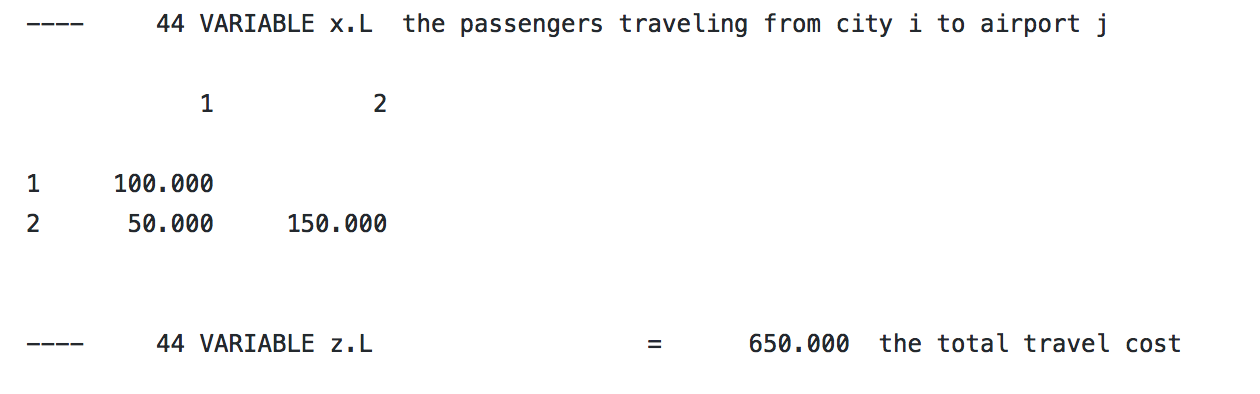 ----     44 VARIABLE x.L  the passengers traveling from city i to airport j
            1           2
1     100.000
2      50.000     150.000
----     44 VARIABLE z.L                   =      650.000  the total travel cost